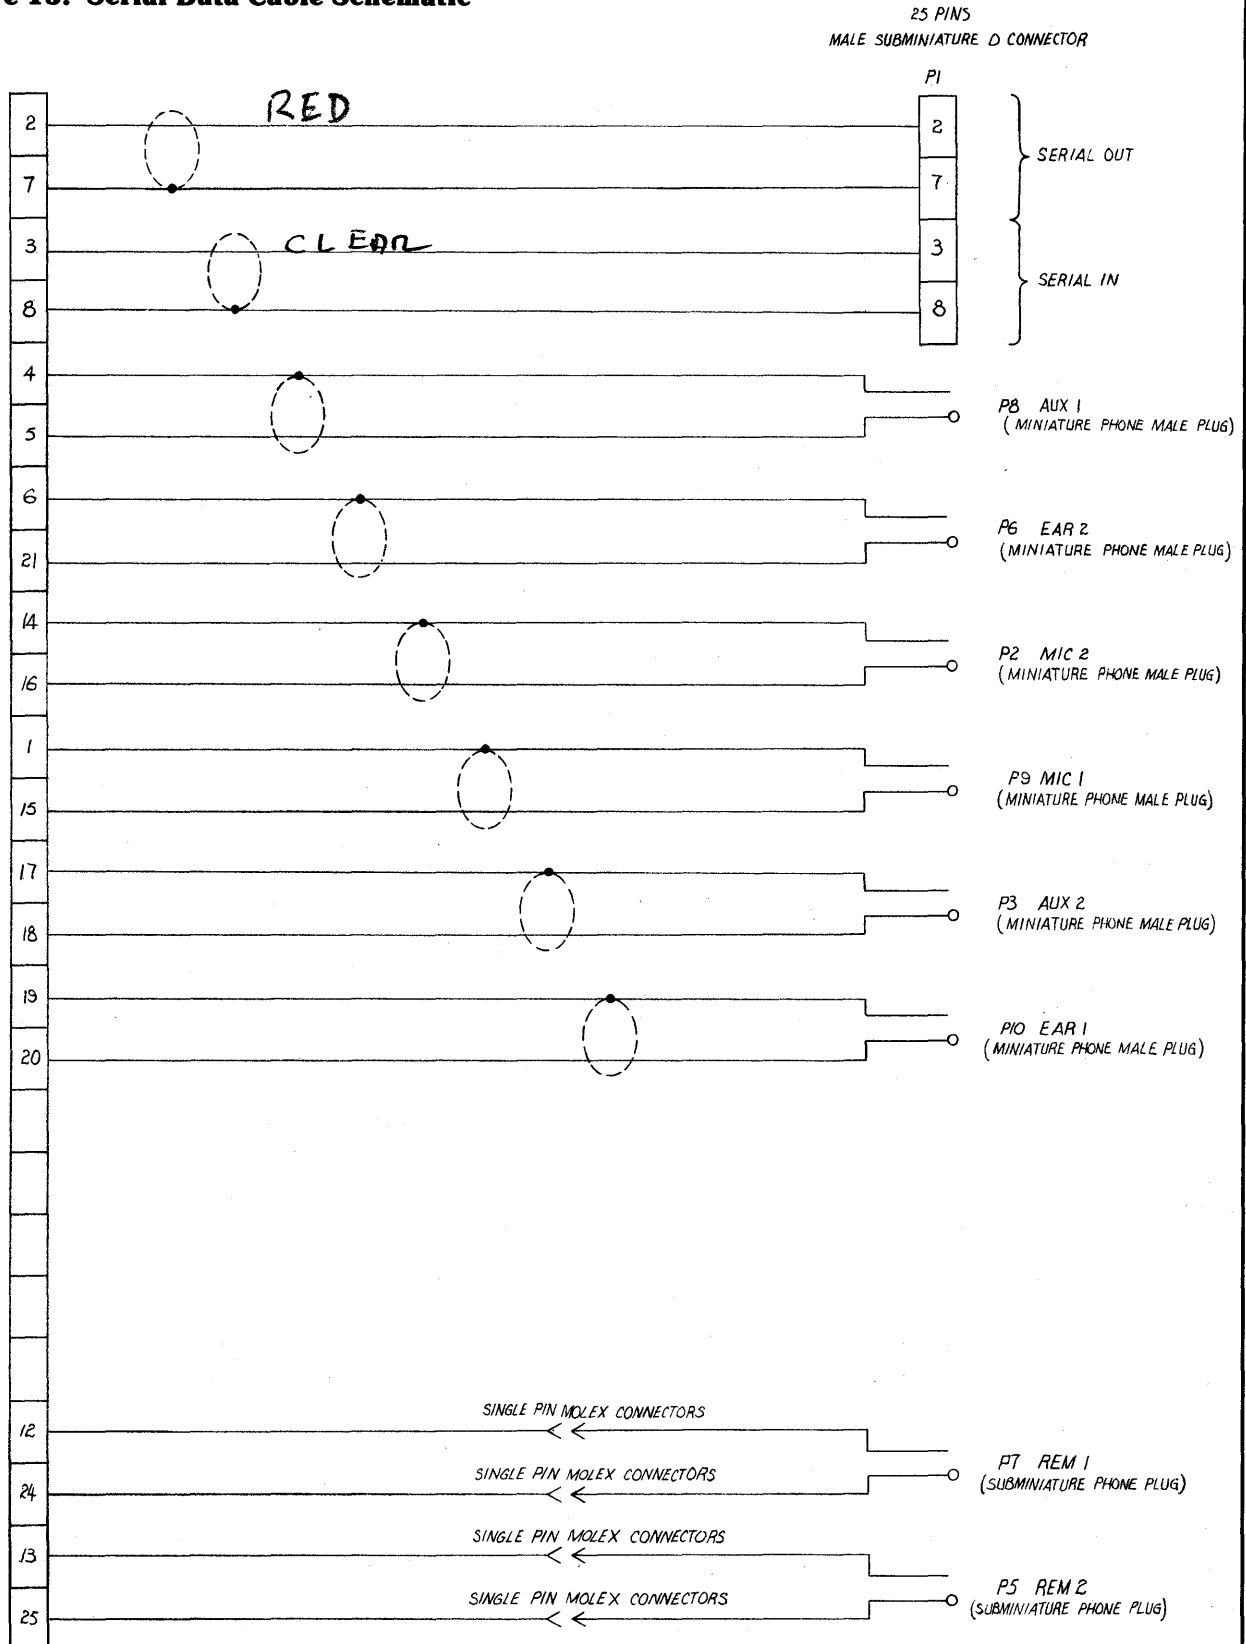 e 18: Serial Data Cable Schematic
25 PINS
MALE SUBMINIATURE D CONNECTOR
P1
2 RED 2
SERIAL OUT
7 7
3 CLEAR 3
SERIAL IN
8 8
4
P8 AUX 1
(MINIATURE PHONE MALE PLUG)
5
6
P6 EAR 2
(MINIATURE PHONE MALE PLUG)
21
14
P2 MIC 2
(MINIATURE PHONE MALE PLUG)
16
1
P9 MIC 1
(MINIATURE PHONE MALE PLUG)
15
17
P3 AUX 2
(MINIATURE PHONE MALE PLUG)
18
19
P10 EAR 1
(MINIATURE PHONE MALE PLUG)
20
SINGLE PIN MOLEX CONNECTORS
12
P7 REM 1
SINGLE PIN MOLEX CONNECTORS
(SUBMINIATURE PHONE PLUG)
24
SINGLE PIN MOLEX CONNECTORS
13
P5 REM 2
SINGLE PIN MOLEX CONNECTORS
(SUBMINIATURE PHONE PLUG)
25